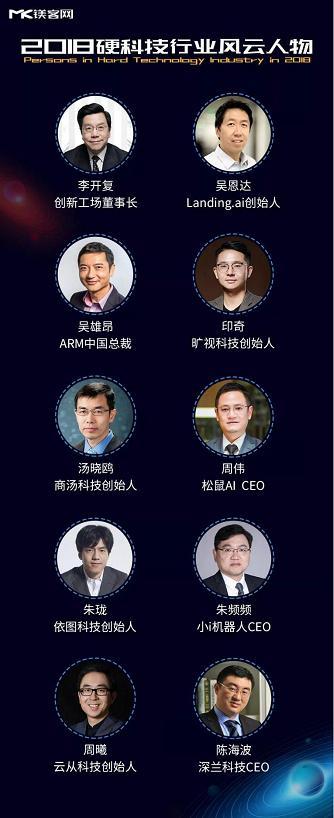 MK 镁客网
2018硬科技行业风云人物
Persons in Hard Technology Industry in 2018
李开复
创新工场董事长
吴恩达
Landing.ai创始人
吴雄昂
ARM中国总裁
印奇
旷视科技创始人
汤晓鸥
商汤科技创始人
周伟
松鼠AI CEO
朱珑
依图科技创始人
朱频频
小i机器人CEO
周曦
云从科技创始人
陈海波
深兰科技CEO